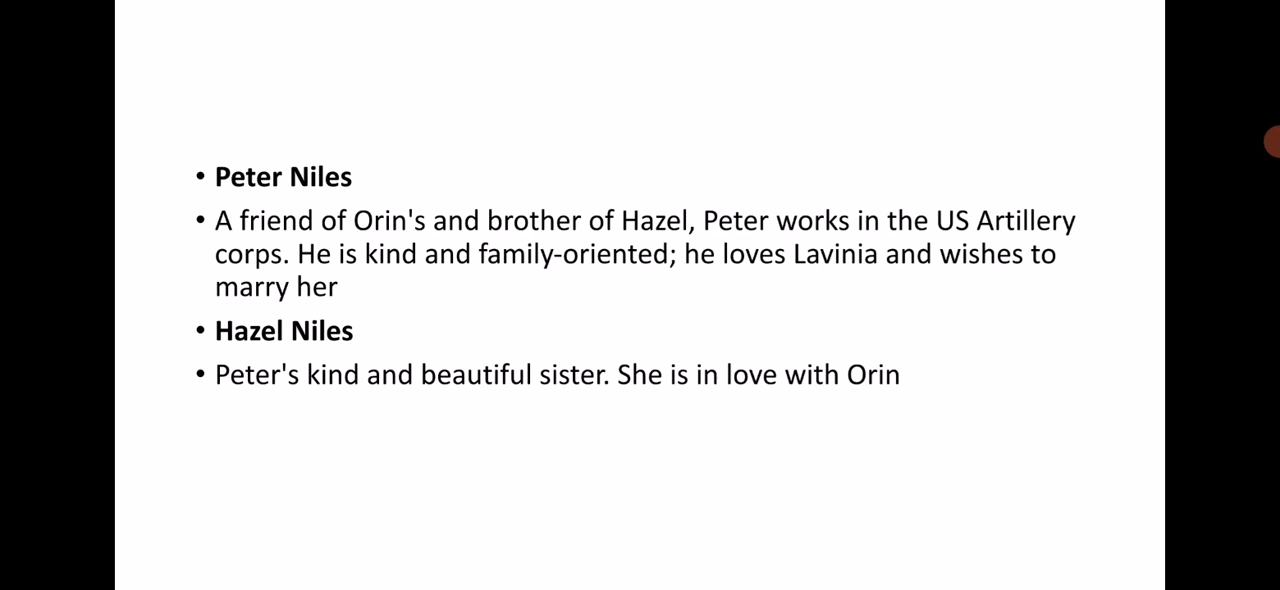 • Peter Niles
• A friend of Orin's and brother of Hazel, Peter works in the US Artillery
corps. He is kind and family-oriented; he loves Lavinia and wishes to
marry her
• Hazel Niles
• Peter's kind and beautiful sister. She is in love with Orin